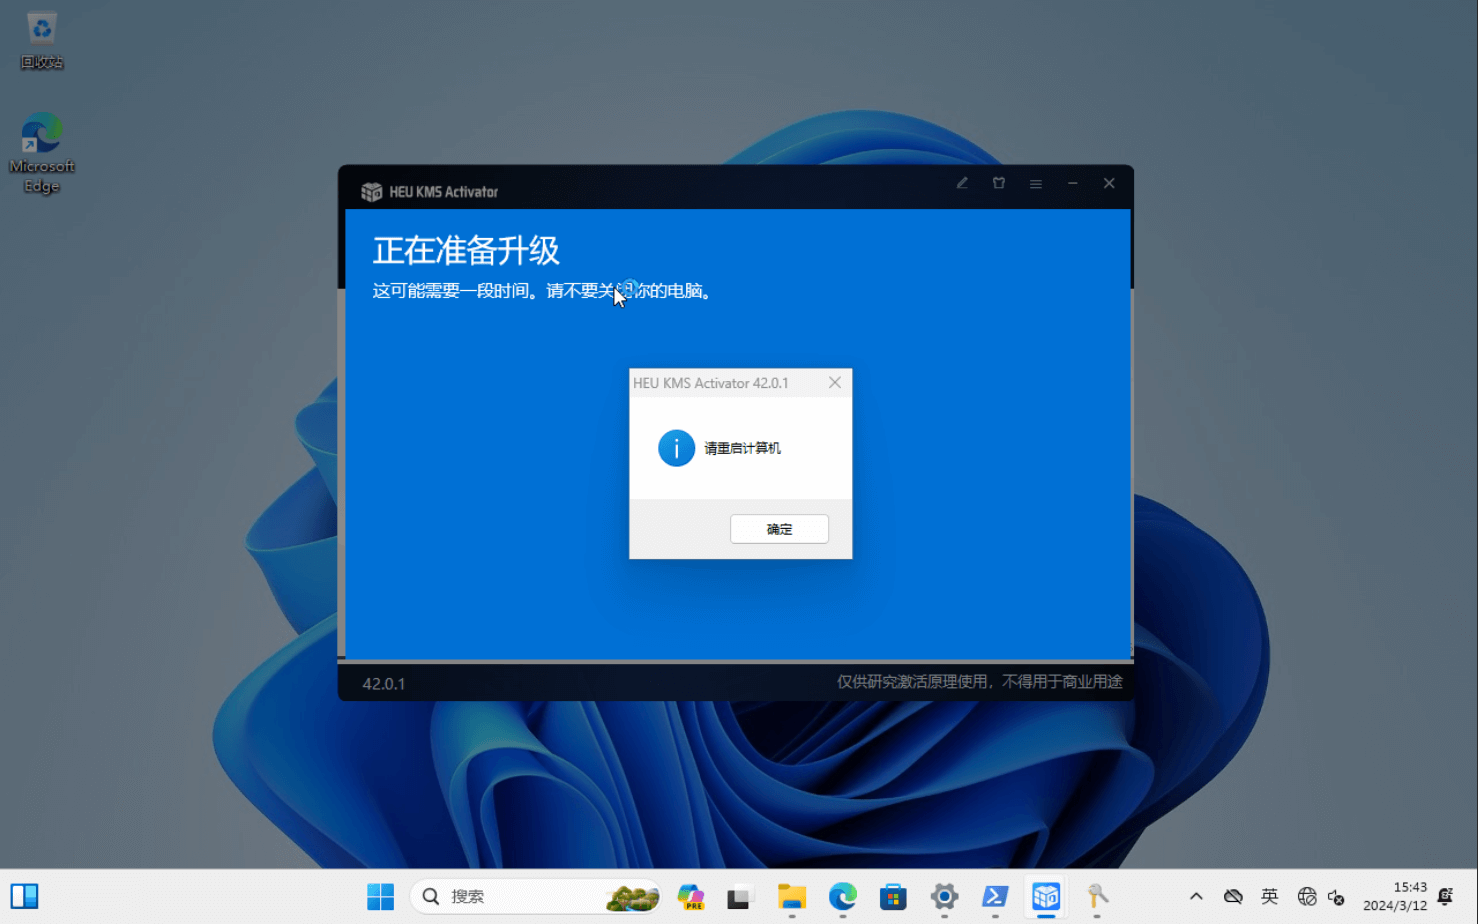 回收站
Microsoft
Edge
HEU KMS Activator
正在准备升级
这可能需要一段时间。请不要关闭你的电脑。
HEU KMS Activator 42.0.1
请重启计算机
确定
42.0.1
仅供研究激活原理使用，不得用于商业用途
搜索
PRE
英
15:43
2024/3/12